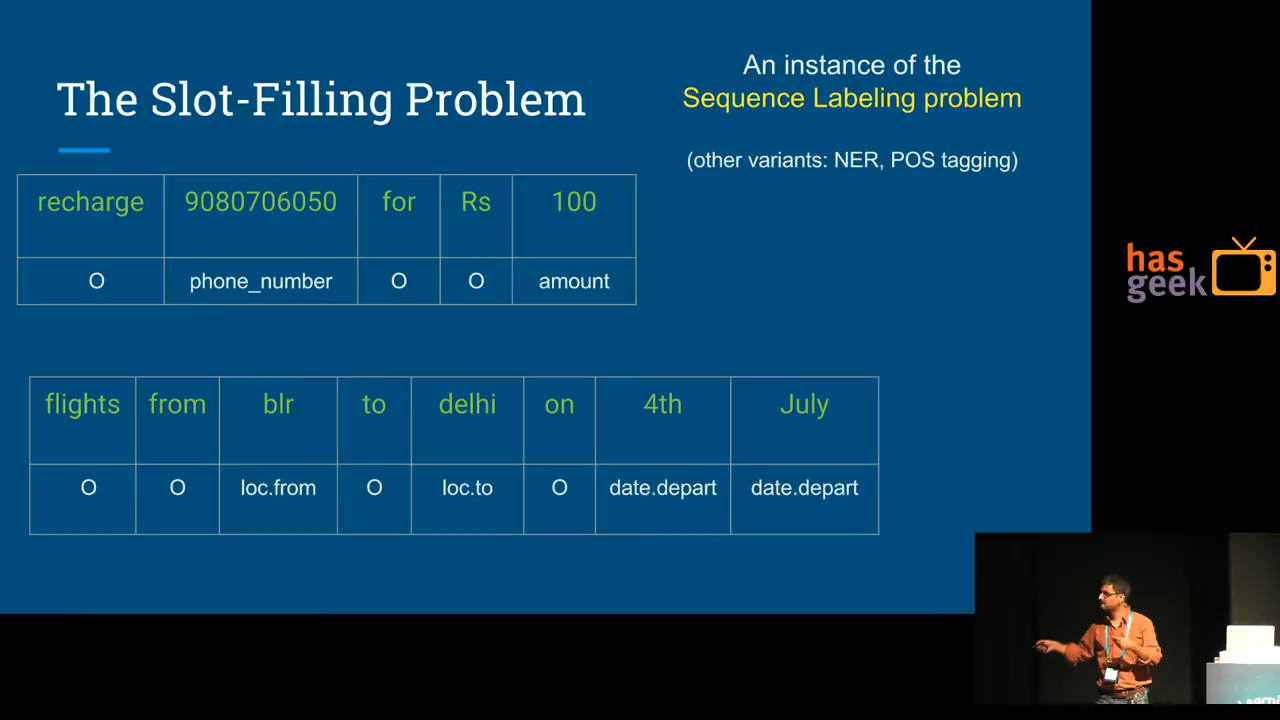 The Slot-Filling Problem
An instance of the
Sequence Labeling problem
(other variants: NER, POS tagging)
recharge 9080706050 for Rs 100
O phone_number O O amount
flights from blr to delhi on 4th July
O O loc.from O loc.to O date.depart date.depart
has
geek